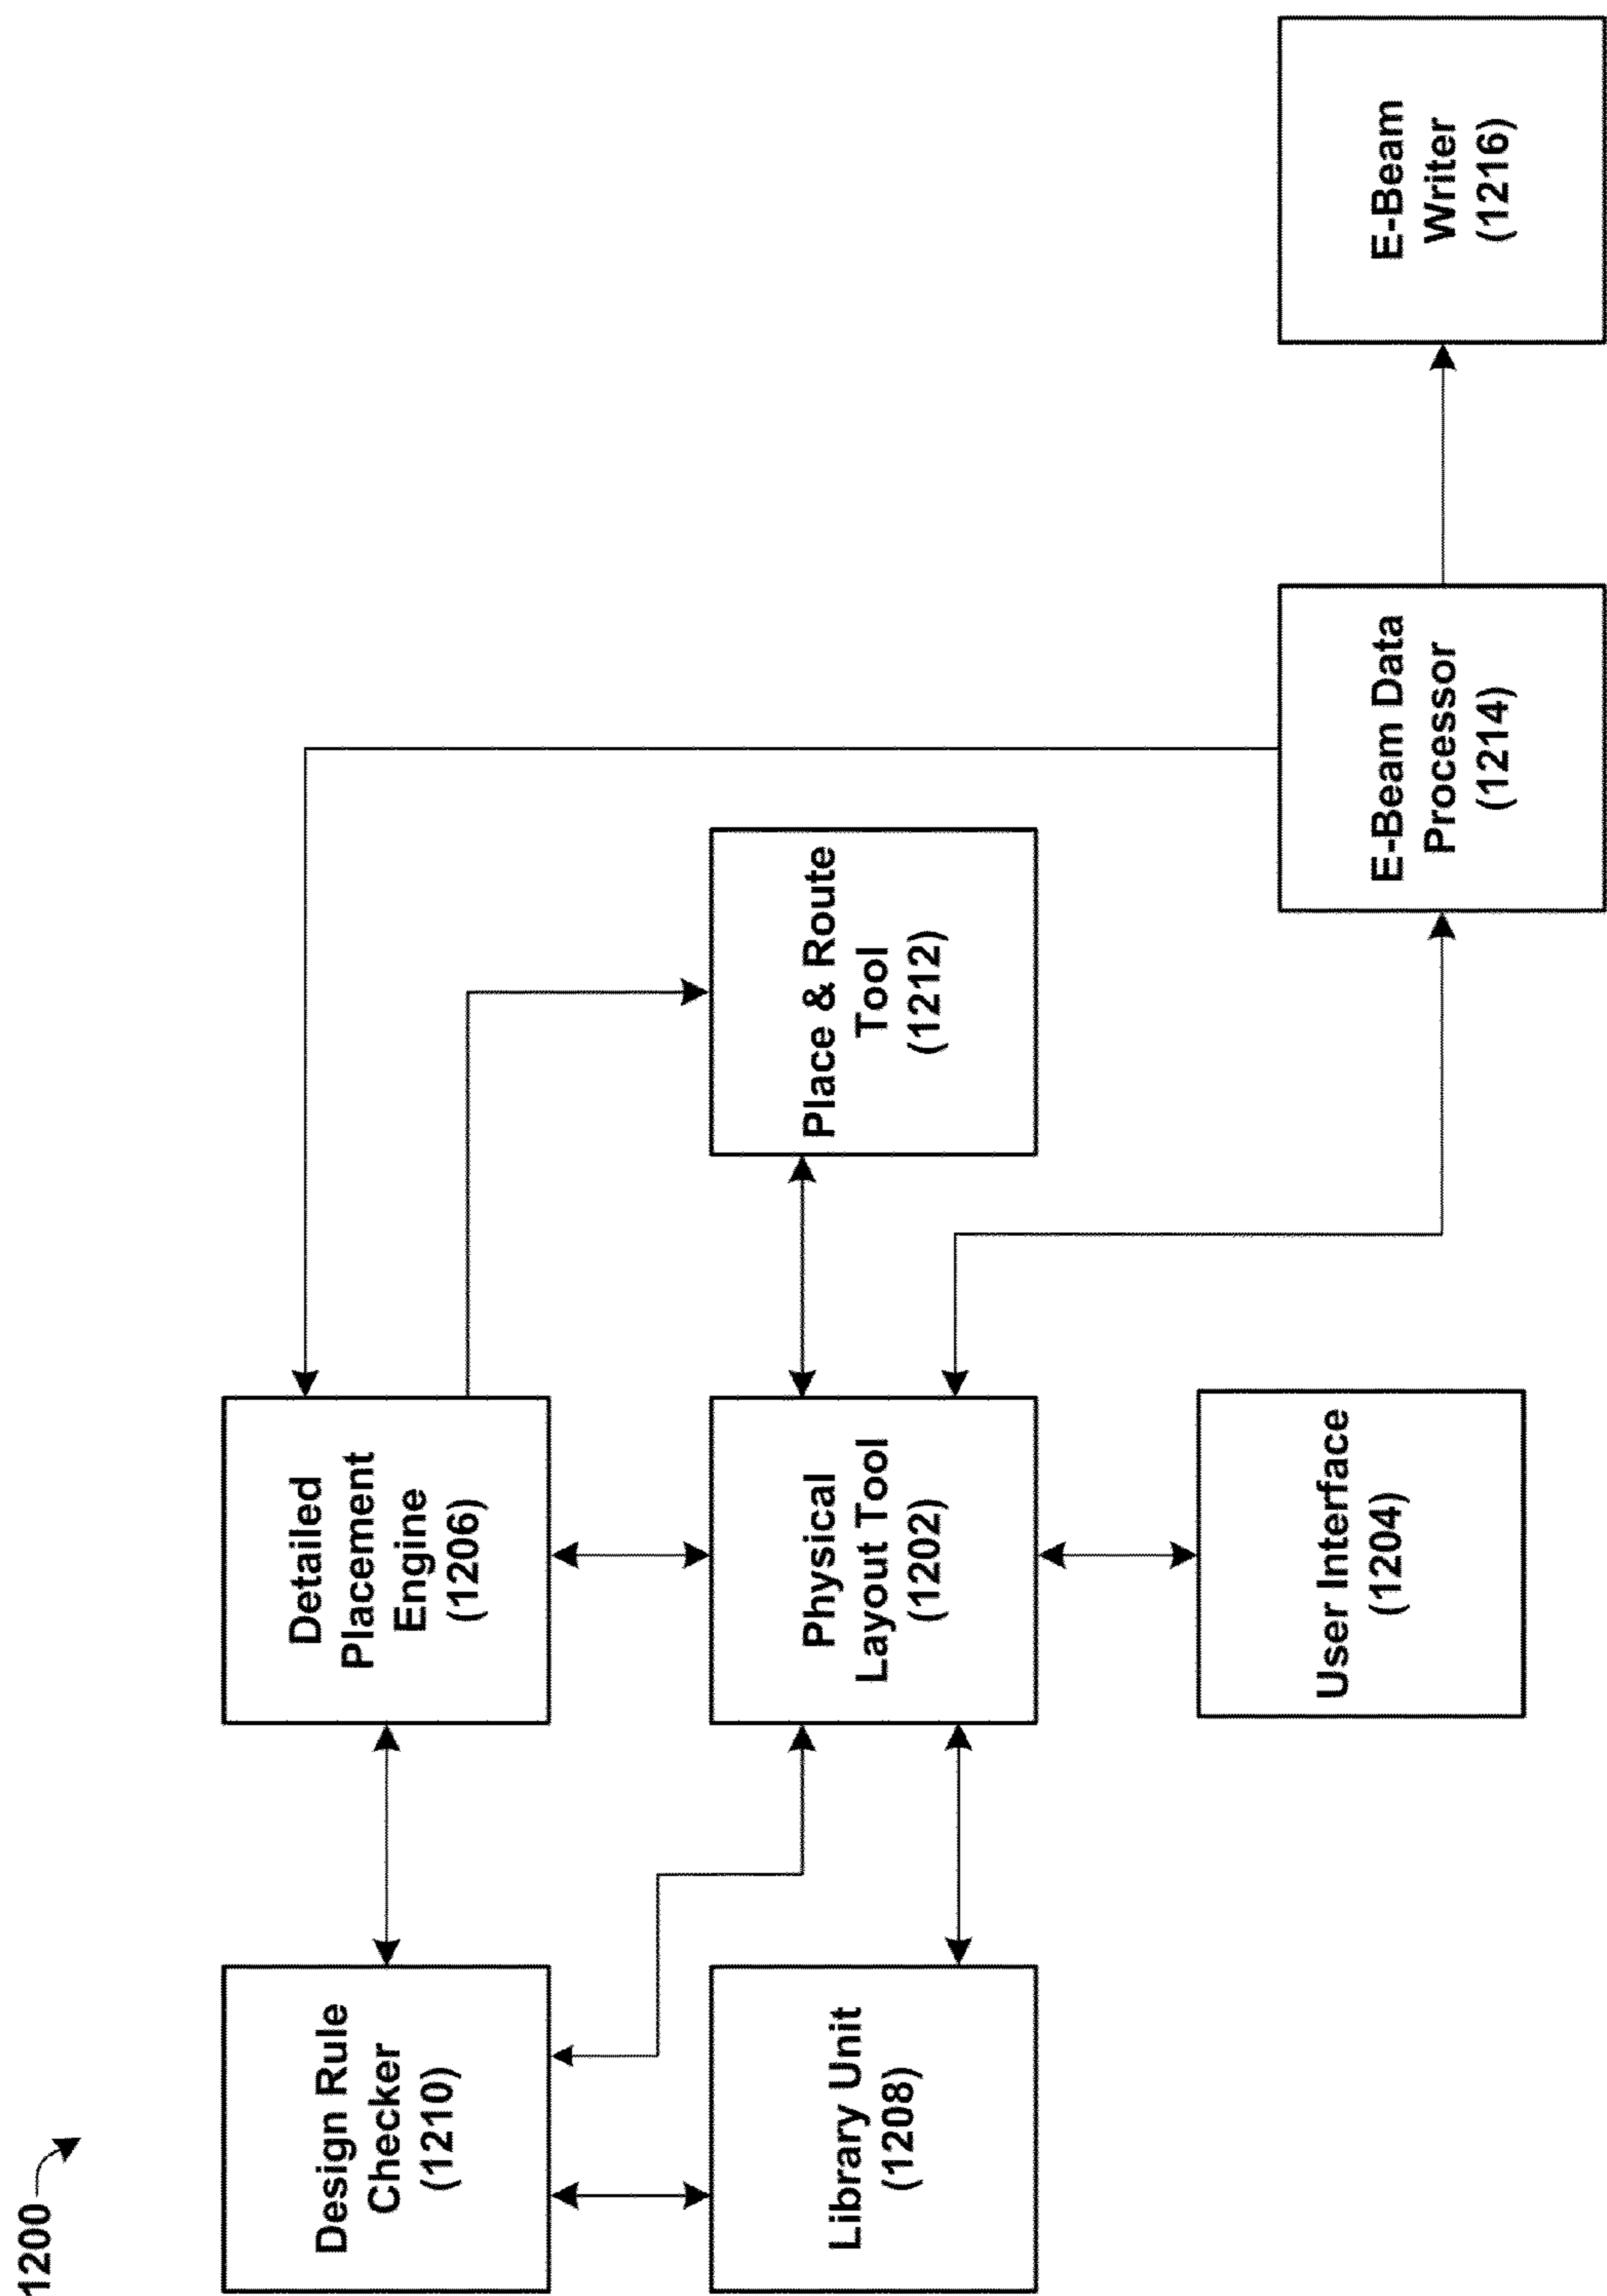 1200
Design Rule
Checker
(1210)
Detailed
Placement
Engine
(1206)
Library Unit
(1208)
Physical
Layout Tool
(1202)
Place & Route
Tool
(1212)
User Interface
(1204)
E-Beam Data
Processor
(1214)
E-Beam
Writer
(1216)